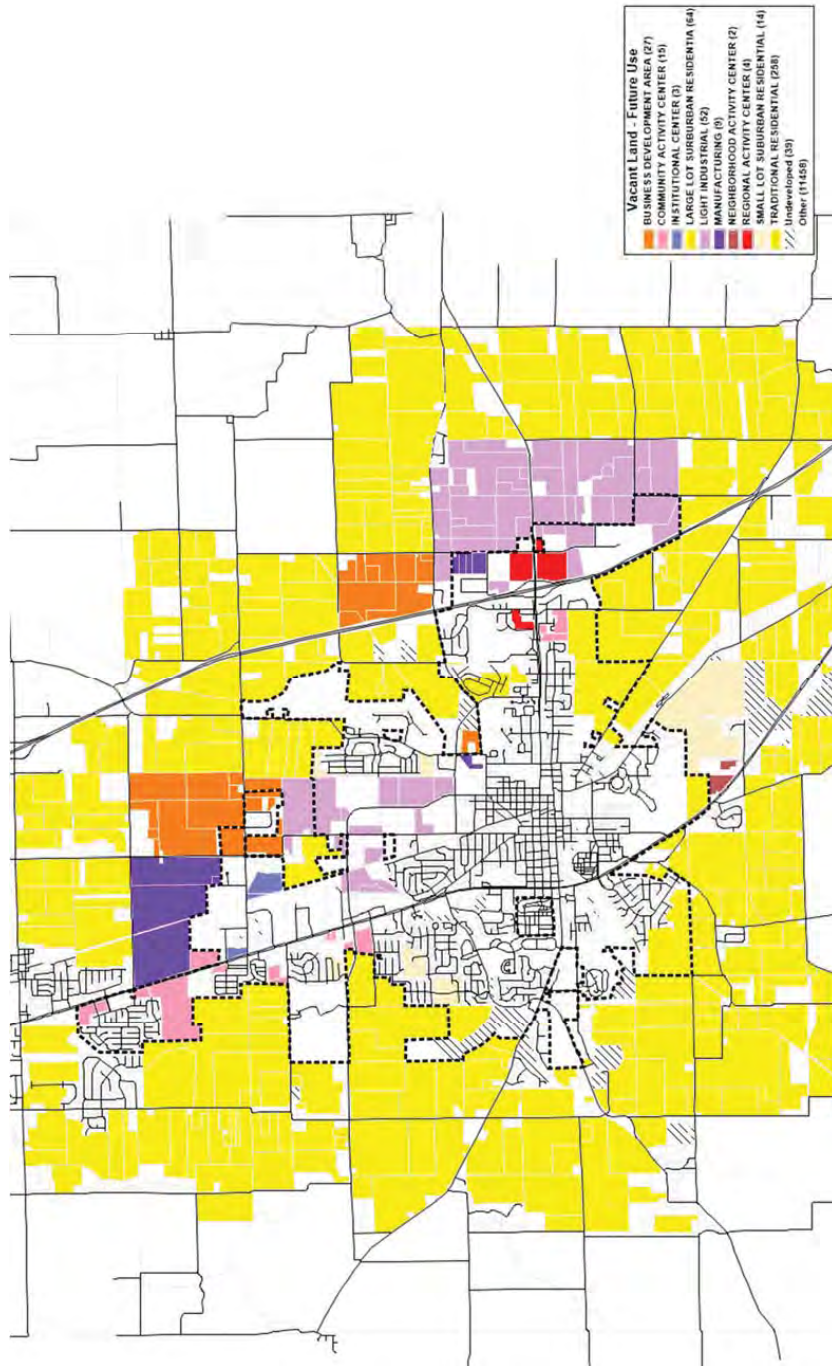 Vacant Land - Future Use
BUSINESS DEVELOPMENT AREA (27)
COMMUNITY ACTIVITY CENTER (15)
INSTITUTIONAL CENTER (3)
LARGE LOT SURBURBAN RESIDENTIA (64)
LIGHT INDUSTRIAL (52)
MANUFACTURING (9)
NEIGHBORHOOD ACTIVITY CENTER (2)
REGIONAL ACTIVITY CENTER (4)
SMALL LOT SUBURBAN RESIDENTIAL (14)
TRADITIONAL RESIDENTIAL (258)
Undeveloped (39)
Other (11458)